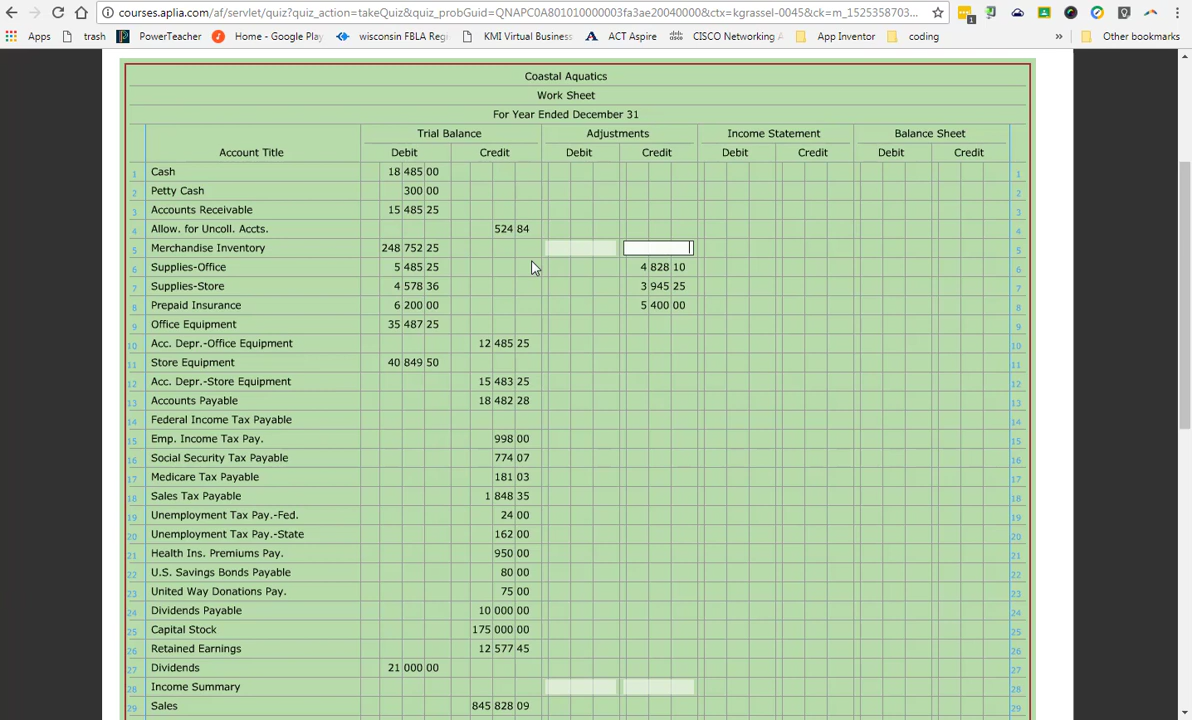 courses.aplia.com/af/servlet/quiz?quiz_action=takeQuiz&quiz_probGuid=QNAPC0A801010000003fa3ae20040000&ctx=kgrassel-0045&ck=m_1525358703...
Apps trash PowerTeacher Home - Google Play wisconsin FBLA Reg KMI Virtual Business ACT Aspire CISCO Networking A App Inventor coding » Other bookmarks
Coastal Aquatics
Work Sheet
For Year Ended December 31
Trial Balance Adjustments Income Statement Balance Sheet
Account Title Debit Credit Debit Credit Debit Credit Debit Credit
1 Cash 18 485 00 1
2 Petty Cash 300 00 2
3 Accounts Receivable 15 485 25 3
4 Allow. for Uncoll. Accts. 524 84 4
5 Merchandise Inventory 248 752 25 5
6 Supplies-Office 5 485 25 4 828 10 6
7 Supplies-Store 4 578 36 3 945 25 7
8 Prepaid Insurance 6 200 00 5 400 00 8
9 Office Equipment 35 487 25 9
10 Acc. Depr.-Office Equipment 12 485 25 10
11 Store Equipment 40 849 50 11
12 Acc. Depr.-Store Equipment 15 483 25 12
13 Accounts Payable 18 482 28 13
14 Federal Income Tax Payable 14
15 Emp. Income Tax Pay. 998 00 15
16 Social Security Tax Payable 774 07 16
17 Medicare Tax Payable 181 03 17
18 Sales Tax Payable 1 848 35 18
19 Unemployment Tax Pay.-Fed. 24 00 19
20 Unemployment Tax Pay.-State 162 00 20
21 Health Ins. Premiums Pay. 950 00 21
22 U.S. Savings Bonds Payable 80 00 22
23 United Way Donations Pay. 75 00 23
24 Dividends Payable 10 000 00 24
25 Capital Stock 175 000 00 25
26 Retained Earnings 12 577 45 26
27 Dividends 21 000 00 27
28 Income Summary 28
29 Sales 845 828 09 29